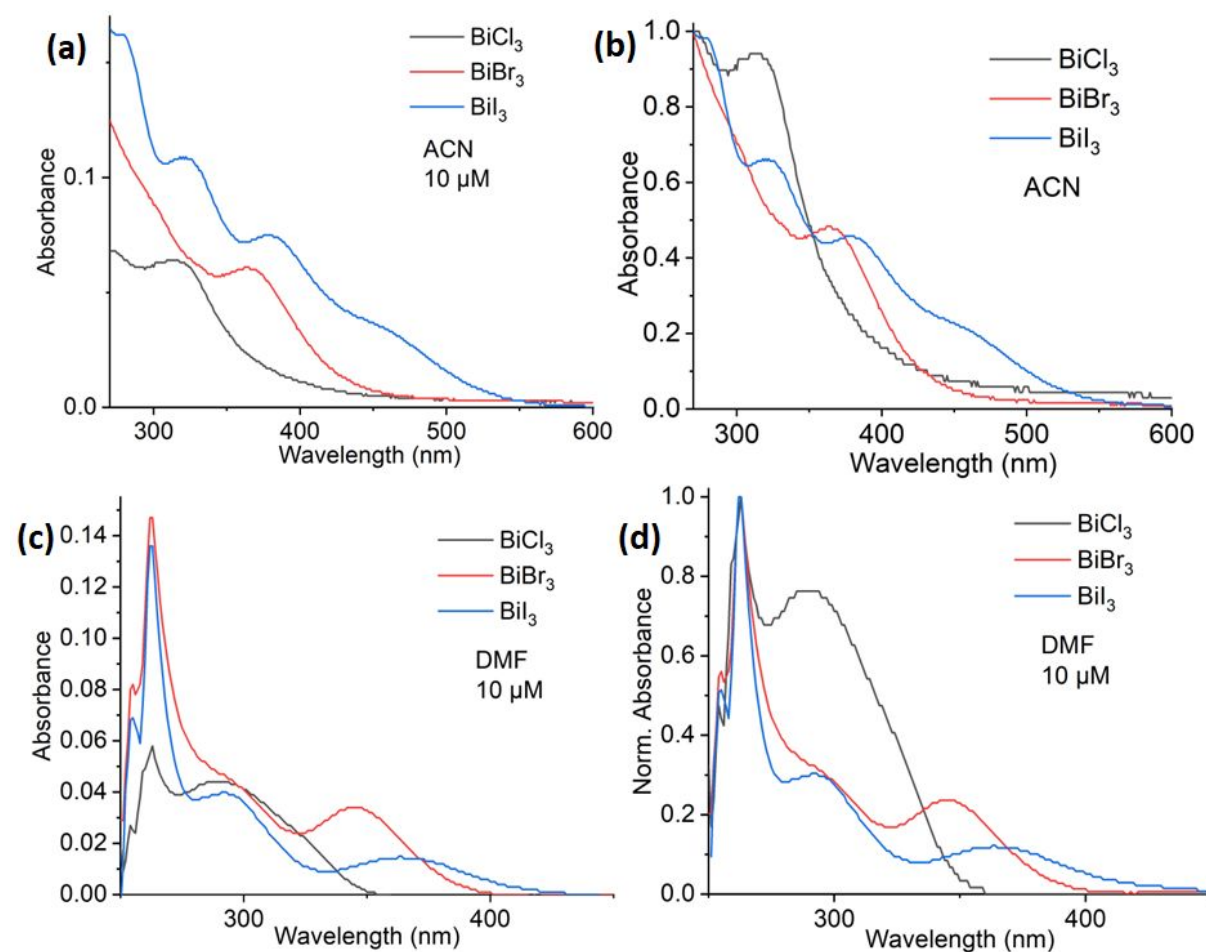 (a)
BiCl₃
BiBr₃
BiI₃
ACN
10 µM
0.1
0.0
Absorbance
300 400 500 600
Wavelength (nm)
(b)
BiCl₃
BiBr₃
BiI₃
ACN
1.0
0.8
0.6
0.4
0.2
0.0
Absorbance
300 400 500 600
Wavelength (nm)
(c)
BiCl₃
BiBr₃
BiI₃
DMF
10 µM
0.14
0.12
0.10
0.08
0.06
0.04
0.02
0.00
Absorbance
300 400
Wavelength (nm)
(d)
BiCl₃
BiBr₃
BiI₃
DMF
10 µM
1.0
0.8
0.6
0.4
0.2
0.0
Norm. Absorbance
300 400
Wavelength (nm)